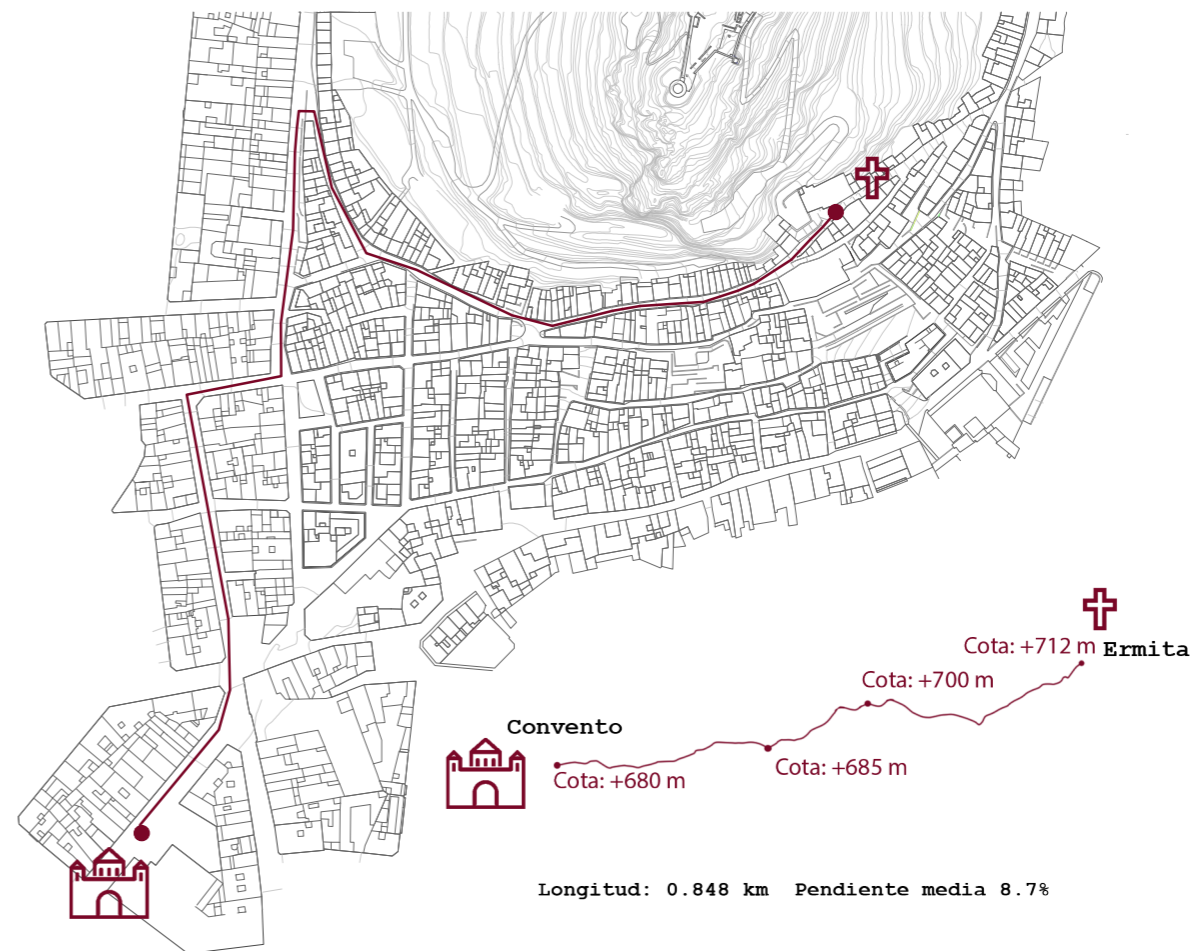 Cota: +712 m
Ermita
Cota: +700 m
Convento
Cota: +685 m
Cota: +680 m
Longitud: 0.848 km  Pendiente media 8.7%